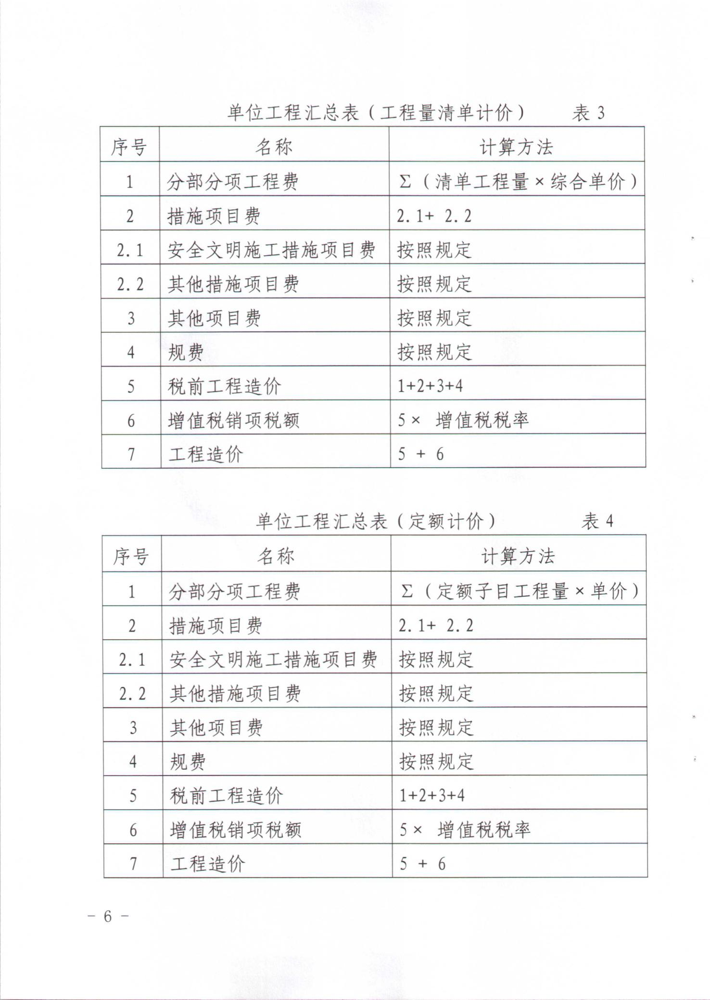 单位工程汇总表（工程量清单计价） 表 3
序号 名称 计算方法
1 分部分项工程费 Σ（清单工程量×综合单价）
2 措施项目费 2.1+ 2.2
2.1 安全文明施工措施项目费 按照规定
2.2 其他措施项目费 按照规定
3 其他项目费 按照规定
4 规费 按照规定
5 税前工程造价 1+2+3+4
6 增值税销项税额 5× 增值税税率
7 工程造价 5 + 6
单位工程汇总表（定额计价） 表 4
序号 名称 计算方法
1 分部分项工程费 Σ（定额子目工程量×单价）
2 措施项目费 2.1+ 2.2
2.1 安全文明施工措施项目费 按照规定
2.2 其他措施项目费 按照规定
3 其他项目费 按照规定
4 规费 按照规定
5 税前工程造价 1+2+3+4
6 增值税销项税额 5× 增值税税率
7 工程造价 5 + 6
- 6 -